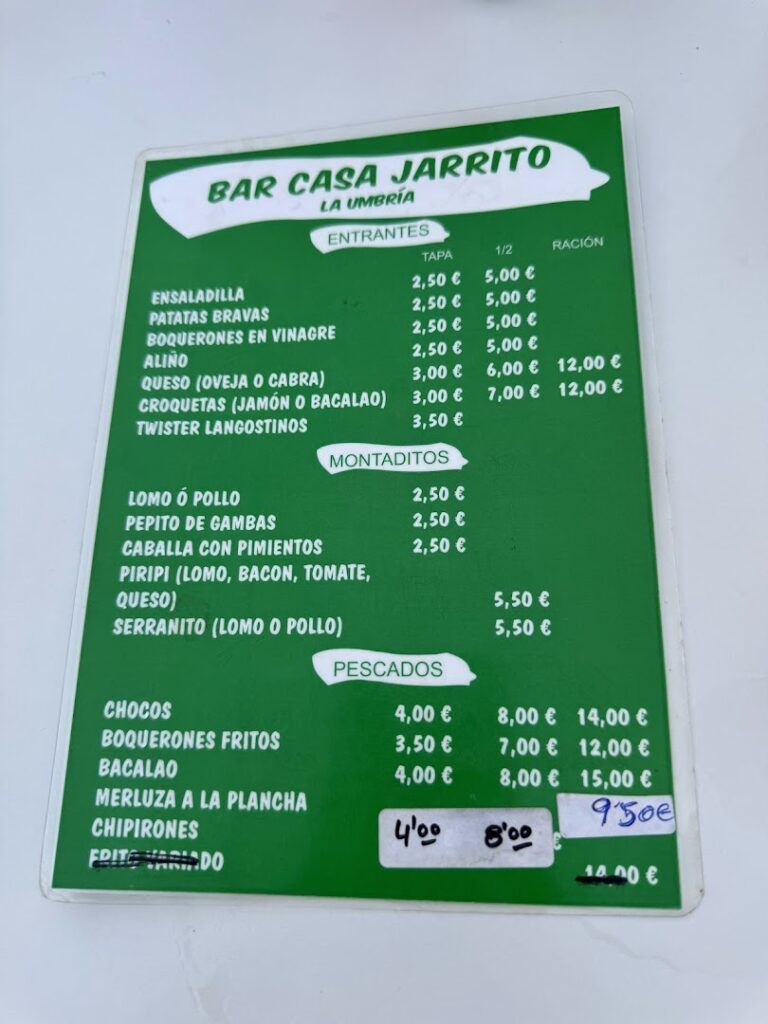 BAR CASA JARRITO
LA UMBRÍA
ENTRANTES
TAPA 1/2 RACIÓN
ENSALADILLA 2,50 € 5,00 €
PATATAS BRAVAS 2,50 € 5,00 €
BOQUERONES EN VINAGRE 2,50 € 5,00 €
ALIÑO 2,50 € 5,00 €
QUESO (OVEJA O CABRA) 3,00 € 6,00 € 12,00 €
CROQUETAS (JAMÓN O BACALAO) 3,00 € 7,00 € 12,00 €
TWISTER LANGOSTINOS 3,50 €
MONTADITOS
LOMO Ó POLLO 2,50 €
PEPITO DE GAMBAS 2,50 €
CABALLA CON PIMIENTOS 2,50 €
PIRIPI (LOMO, BACON, TOMATE,
QUESO) 5,50 €
SERRANITO (LOMO O POLLO) 5,50 €
PESCADOS
CHOCOS 4,00 € 8,00 € 14,00 €
BOQUERONES FRITOS 3,50 € 7,00 € 12,00 €
BACALAO 4,00 € 8,00 € 15,00 €
MERLUZA A LA PLANCHA 9'50€
CHIPIRONES 4'00 8'00 €
FRITO VARIADO 14,00 €